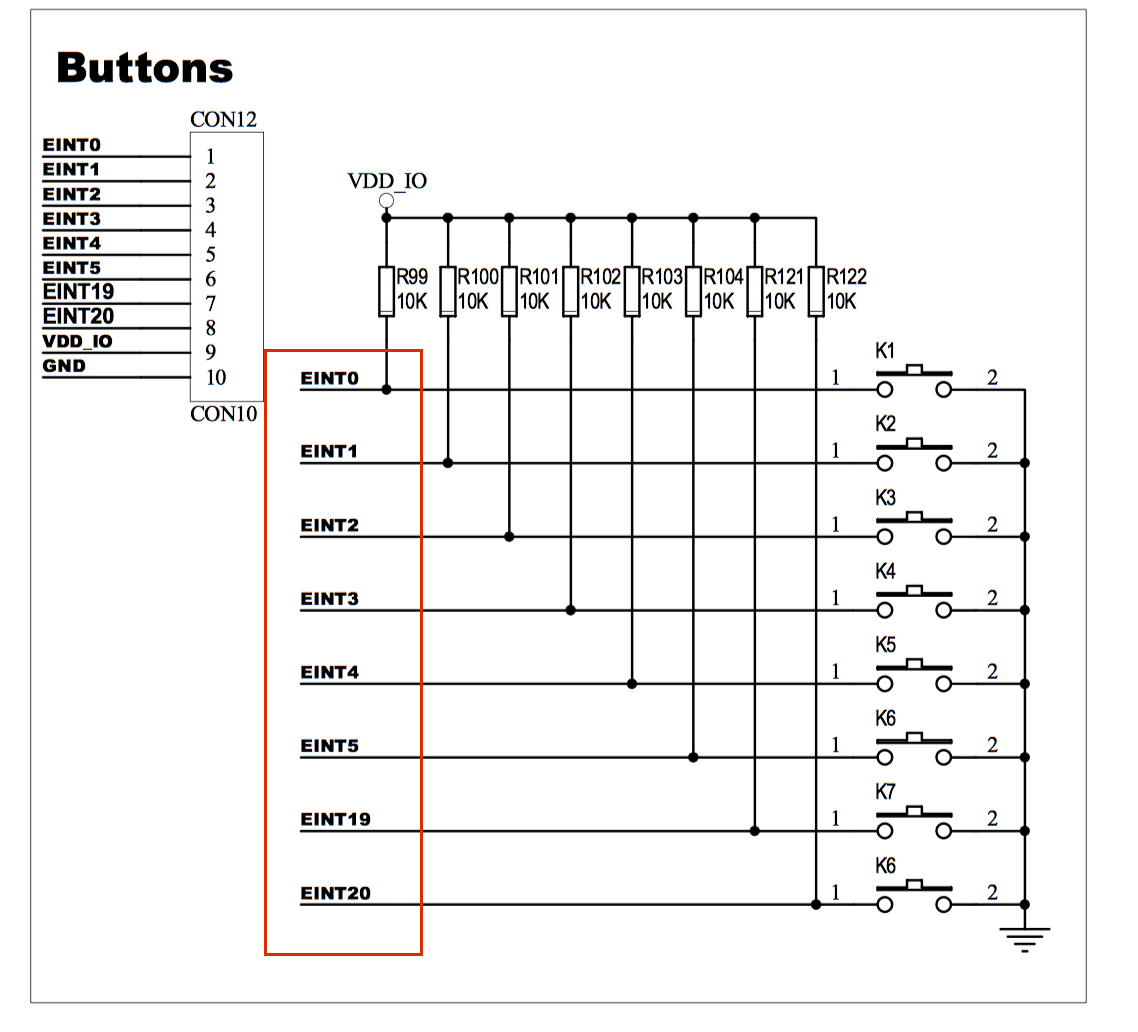 Buttons
CON12
EINT0 1
EINT1 2
EINT2 3
EINT3 4
EINT4 5
EINT5 6
EINT19 7
EINT20 8
VDD_IO 9
GND 10
CON10
VDD_IO
R99 R100 R101 R102 R103 R104 R121 R122
10K 10K 10K 10K 10K 10K 10K 10K
K1
EINT0 1 2
K2
EINT1 1 2
K3
EINT2 1 2
K4
EINT3 1 2
K5
EINT4 1 2
K6
EINT5 1 2
K7
EINT19 1 2
K6
EINT20 1 2